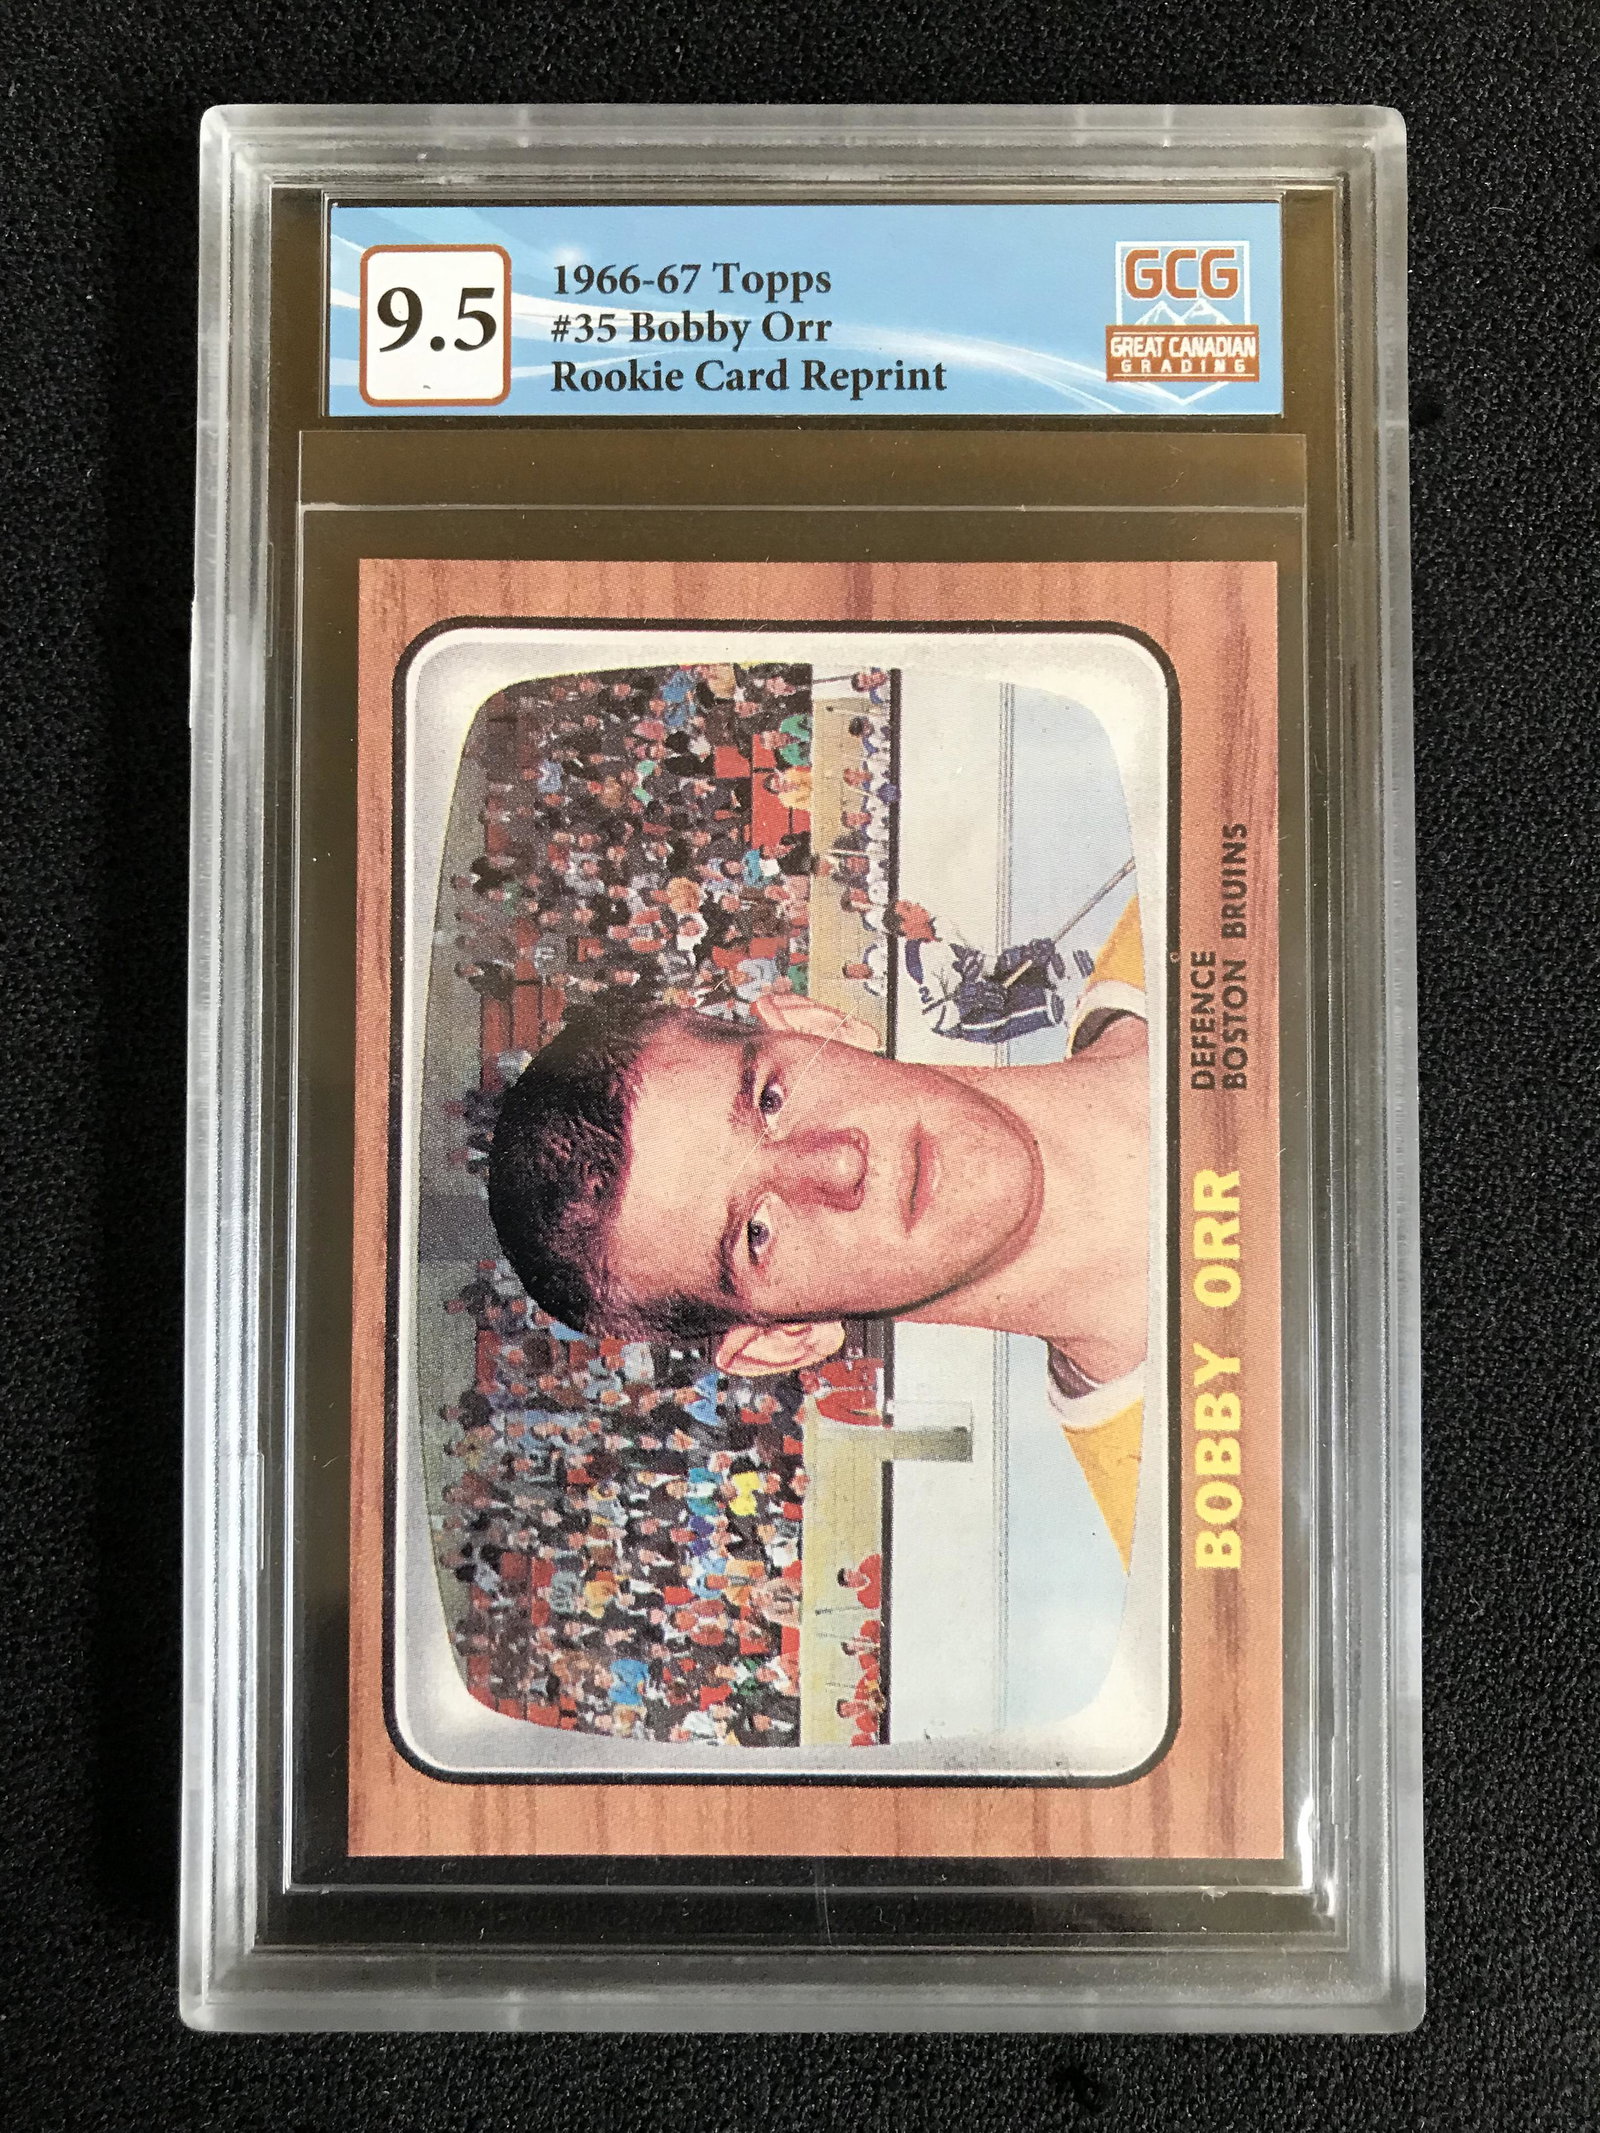 9.5
1966-67 Topps
#35 Bobby Orr
Rookie Card Reprint
GCG
GREAT CANADIAN
GRADING
BOBBY ORR
DEFENCE
BOSTON BRUINS
2